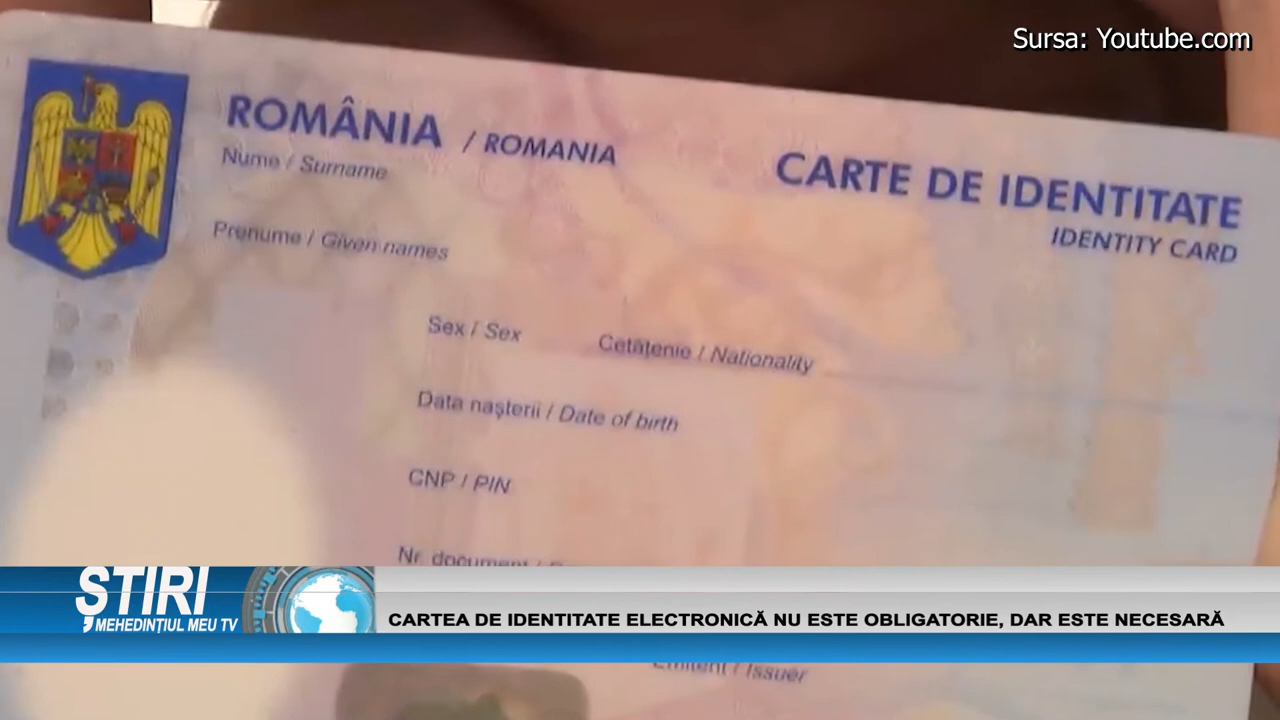 Sursa: Youtube.com
ROMÂNIA / ROMANIA
CARTE DE IDENTITATE
IDENTITY CARD
Nume / Surname
Prenume / Given names
Sex / Sex
Cetățenie / Nationality
Data nașterii / Date of birth
CNP / PIN
Nr. document /
ȘTIRI
MEHEDINȚIUL MEU TV
CARTEA DE IDENTITATE ELECTRONICĂ NU ESTE OBLIGATORIE, DAR ESTE NECESARĂ
Emitent / Issuer